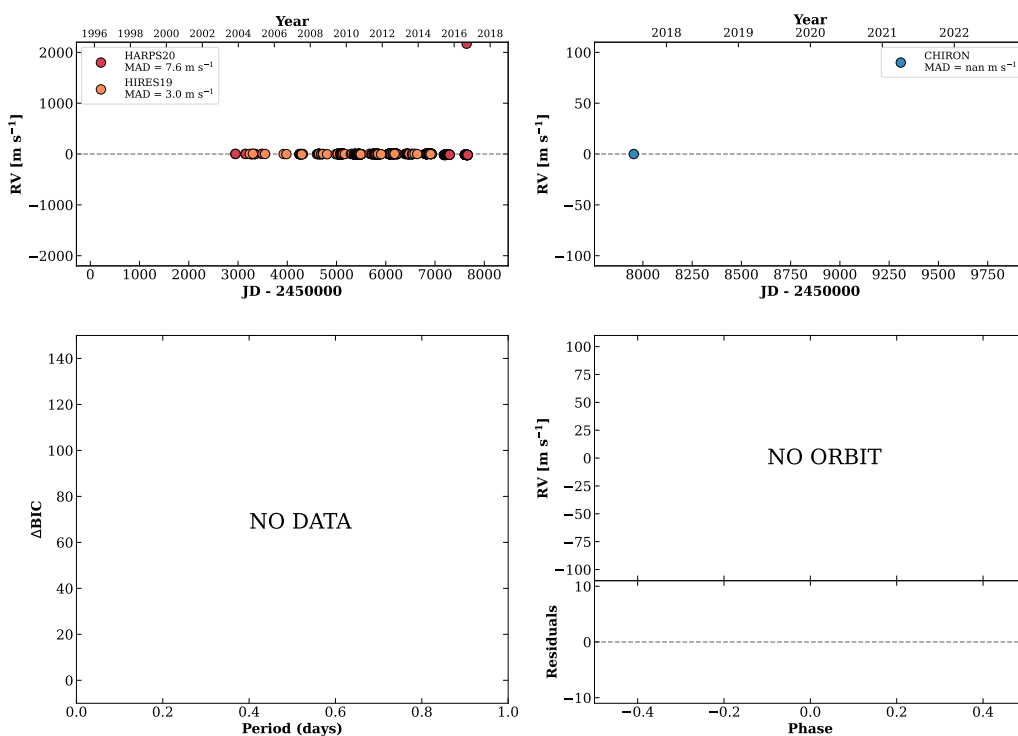 Year
1996 1998 2000 2002 2004 2006 2008 2010 2012 2014 2016 2018
2000
1000
0
−1000
−2000
RV [m s⁻¹]
HARPS20
MAD = 7.6 m s⁻¹
HIRES19
MAD = 3.0 m s⁻¹
0 1000 2000 3000 4000 5000 6000 7000 8000
JD - 2450000
Year
2018 2019 2020 2021 2022
100
50
0
−50
−100
RV [m s⁻¹]
CHIRON
MAD = nan m s⁻¹
8000 8250 8500 8750 9000 9250 9500 9750
JD - 2450000
140
120
100
80
60
40
20
0
ΔBIC
NO DATA
0.0 0.2 0.4 0.6 0.8 1.0
Period (days)
100
75
50
25
0
−25
−50
−75
−100
RV [m s⁻¹]
NO ORBIT
10
0
−10
Residuals
−0.4 −0.2 0.0 0.2 0.4
Phase